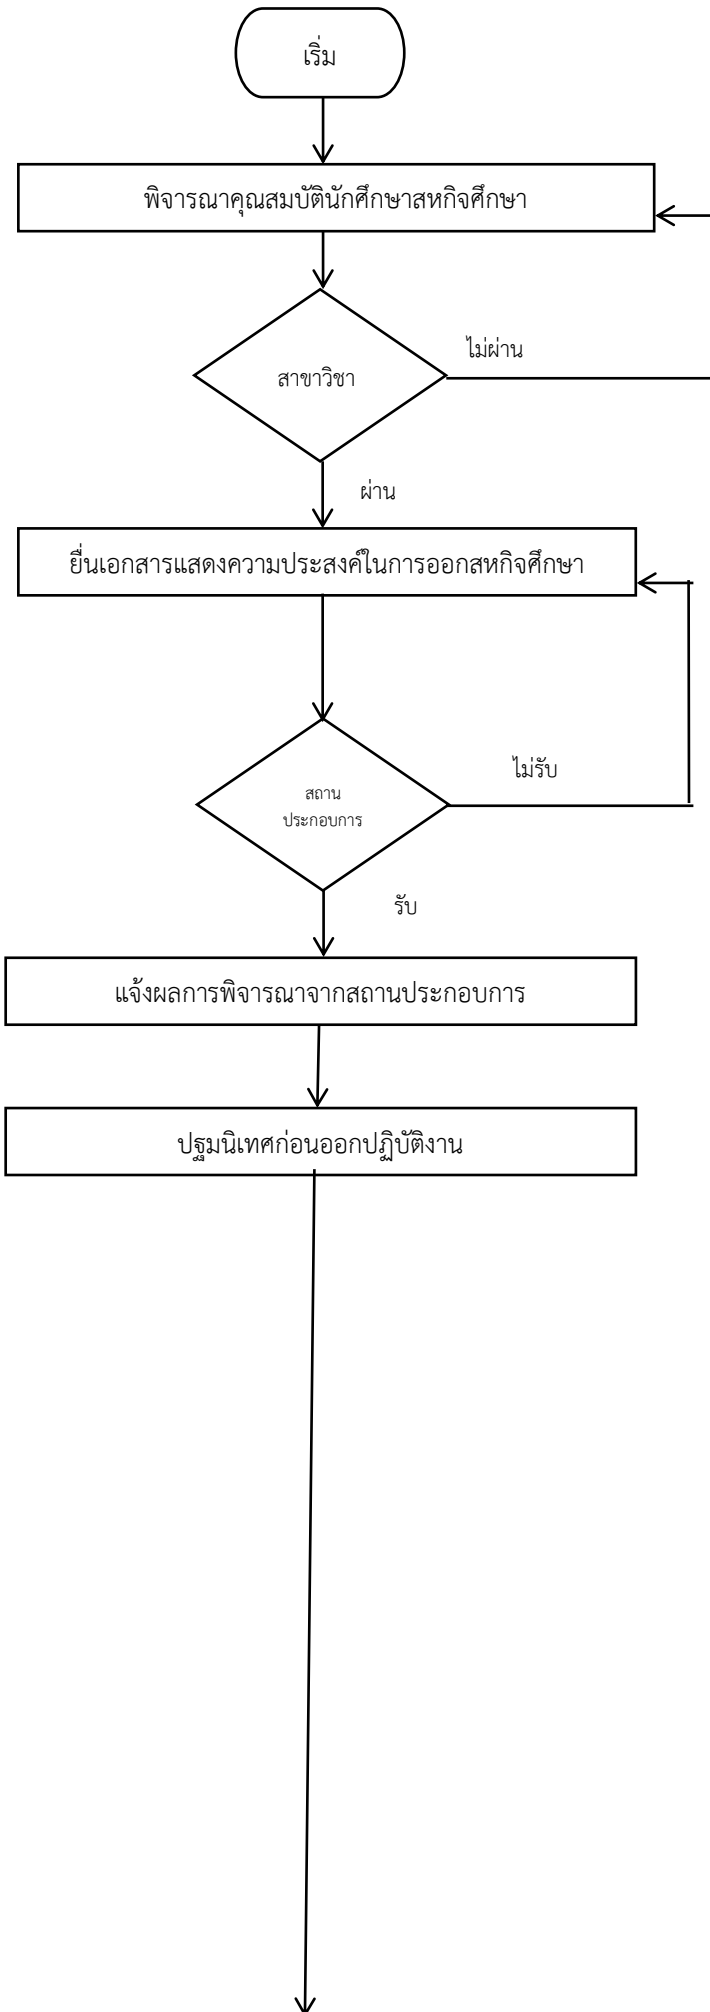 เริ่ม
พิจารณาคุณสมบัตินักศึกษาสหกิจศึกษา
ไม่ผ่าน
สาขาวิชา
ผ่าน
ยื่นเอกสารแสดงความประสงค์ในการออกสหกิจศึกษา
ไม่รับ
สถาน
ประกอบการ
รับ
แจ้งผลการพิจารณาจากสถานประกอบการ
ปฐมนิเทศก่อนออกปฏิบัติงาน